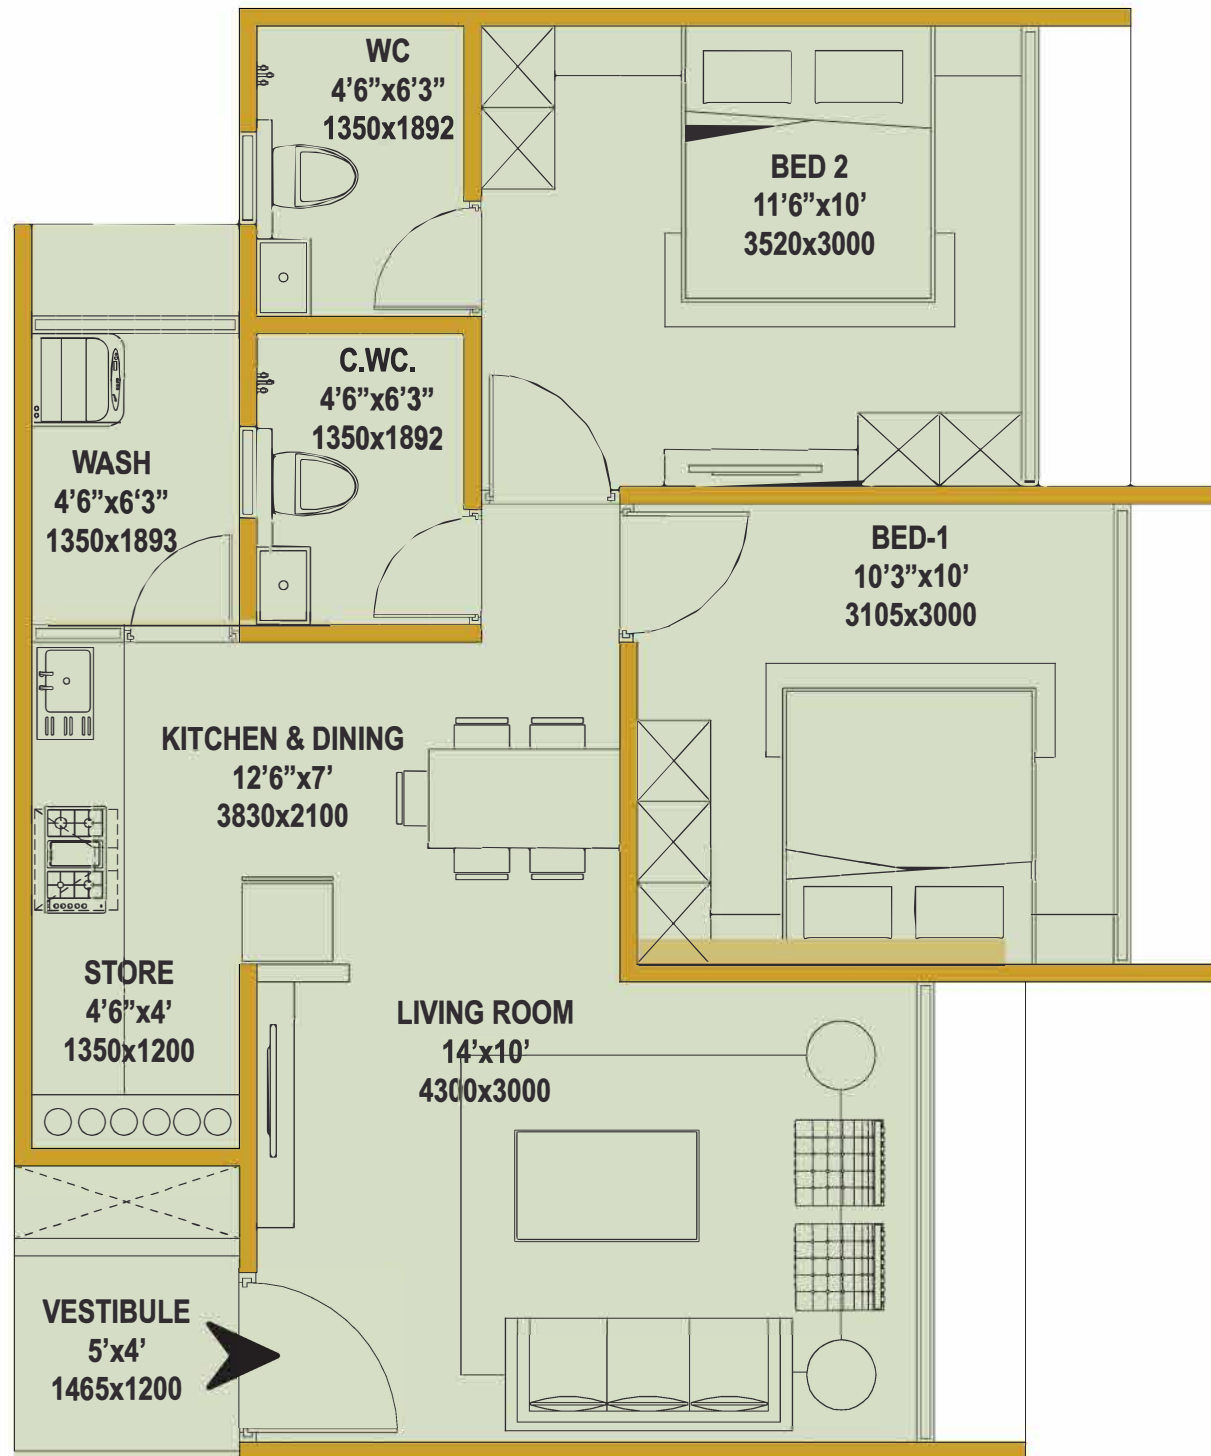 WC
4’6”x6’3”
1350x1892
BED 2
11’6”x10’
3520x3000
C.WC.
4’6”x6’3”
1350x1892
WASH
4’6”x6‘3”
1350x1893
BED-1
10’3”x10’
3105x3000
KITCHEN & DINING
12’6”x7’
3830x2100
STORE
4’6”x4’
1350x1200
LIVING ROOM
14’x10’
4300x3000
VESTIBULE
5’x4’
1465x1200